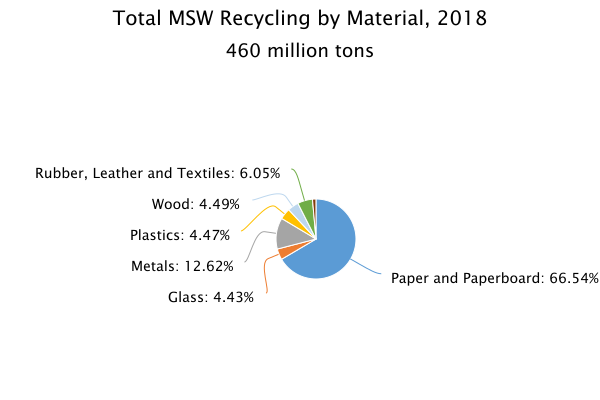 Total MSW Recycling by Material, 2018
460 million tons
Rubber, Leather and Textiles: 6.05%
Wood: 4.49%
Plastics: 4.47%
Metals: 12.62%
Glass: 4.43%
Paper and Paperboard: 66.54%